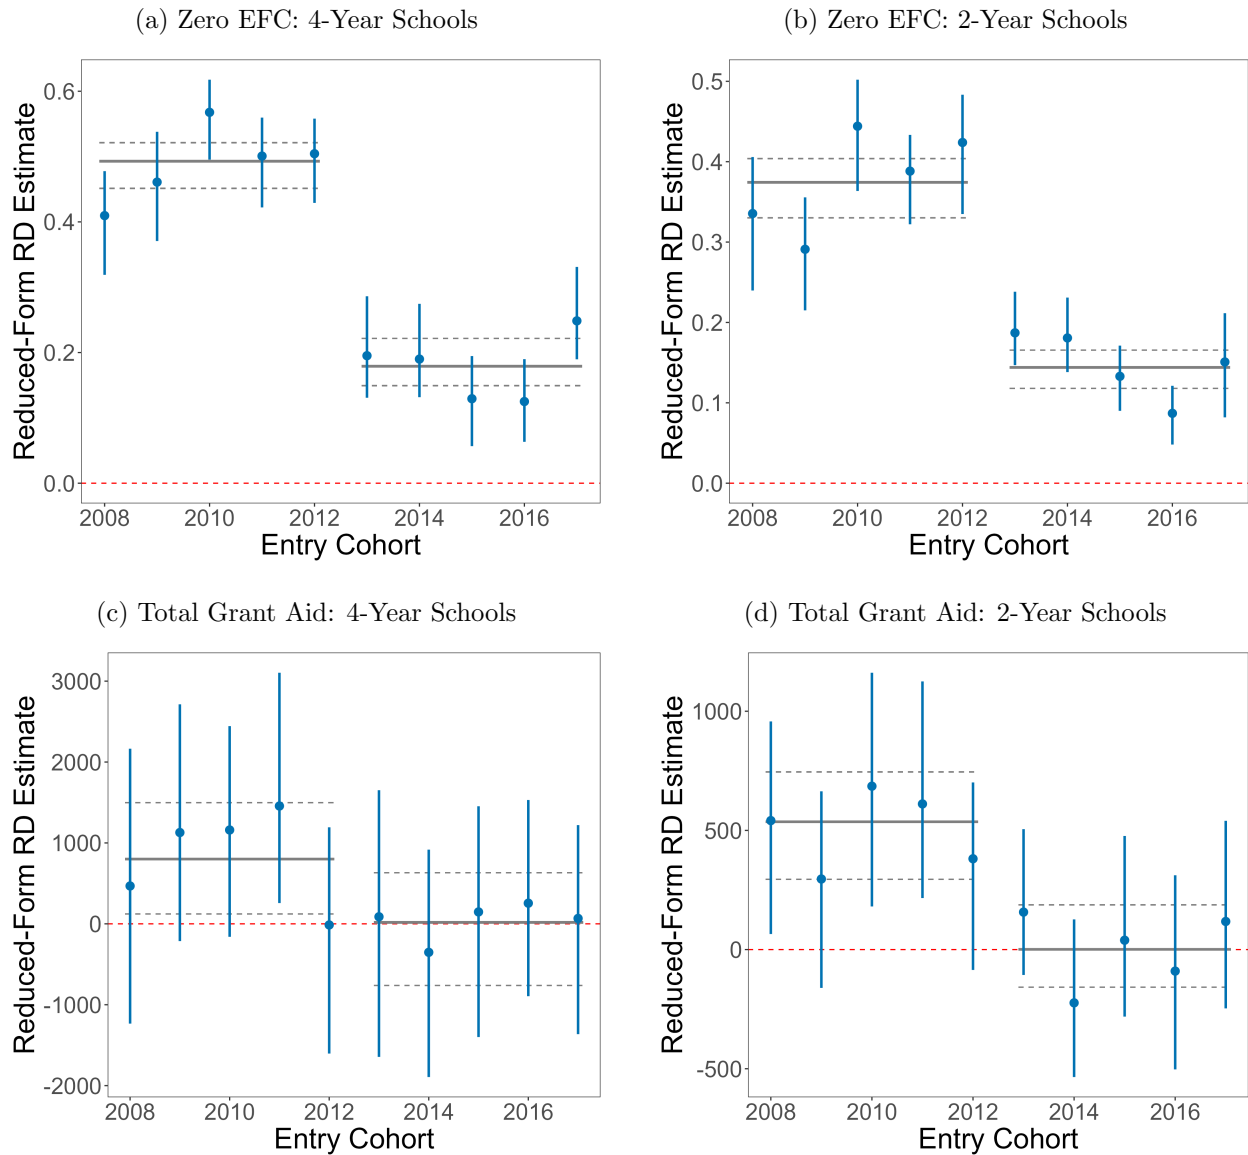 (a) Zero EFC: 4-Year Schools
Reduced-Form RD Estimate
0.6
0.4
0.2
0.0
2008 2010 2012 2014 2016
Entry Cohort
(b) Zero EFC: 2-Year Schools
Reduced-Form RD Estimate
0.5
0.4
0.3
0.2
0.1
0.0
2008 2010 2012 2014 2016
Entry Cohort
(c) Total Grant Aid: 4-Year Schools
Reduced-Form RD Estimate
3000
2000
1000
0
-1000
-2000
2008 2010 2012 2014 2016
Entry Cohort
(d) Total Grant Aid: 2-Year Schools
Reduced-Form RD Estimate
1000
500
0
-500
2008 2010 2012 2014 2016
Entry Cohort